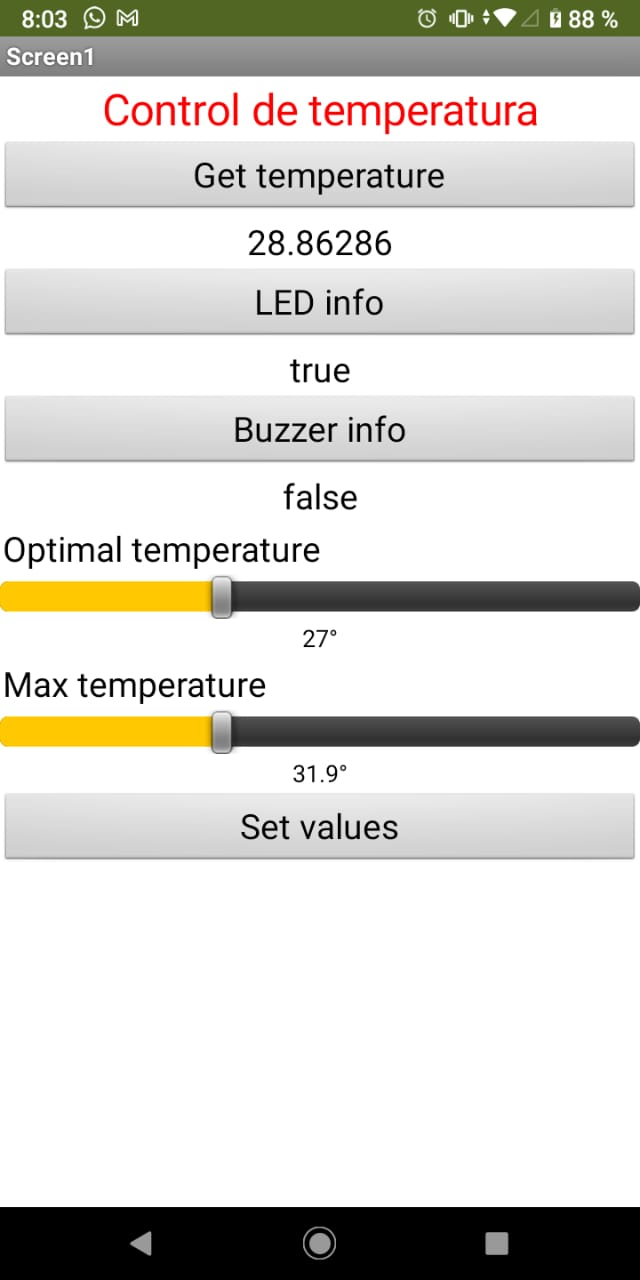 8:03 88 %
Screen1
Control de temperatura
Get temperature
28.86286
LED info
true
Buzzer info
false
Optimal temperature
27°
Max temperature
31.9°
Set values